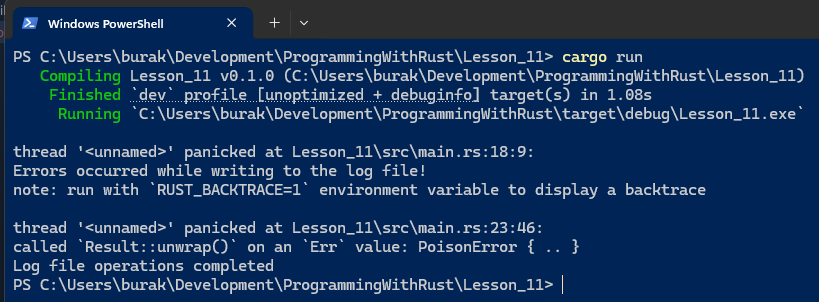 Windows PowerShell
PS C:\Users\burak\Development\ProgrammingWithRust\Lesson_11> cargo run
   Compiling Lesson_11 v0.1.0 (C:\Users\burak\Development\ProgrammingWithRust\Lesson_11)
    Finished `dev` profile [unoptimized + debuginfo] target(s) in 1.08s
     Running `C:\Users\burak\Development\ProgrammingWithRust\target\debug\Lesson_11.exe`
thread '<unnamed>' panicked at Lesson_11\src\main.rs:18:9:
Errors occurred while writing to the log file!
note: run with `RUST_BACKTRACE=1` environment variable to display a backtrace
thread '<unnamed>' panicked at Lesson_11\src\main.rs:23:46:
called `Result::unwrap()` on an `Err` value: PoisonError { .. }
Log file operations completed
PS C:\Users\burak\Development\ProgrammingWithRust\Lesson_11>